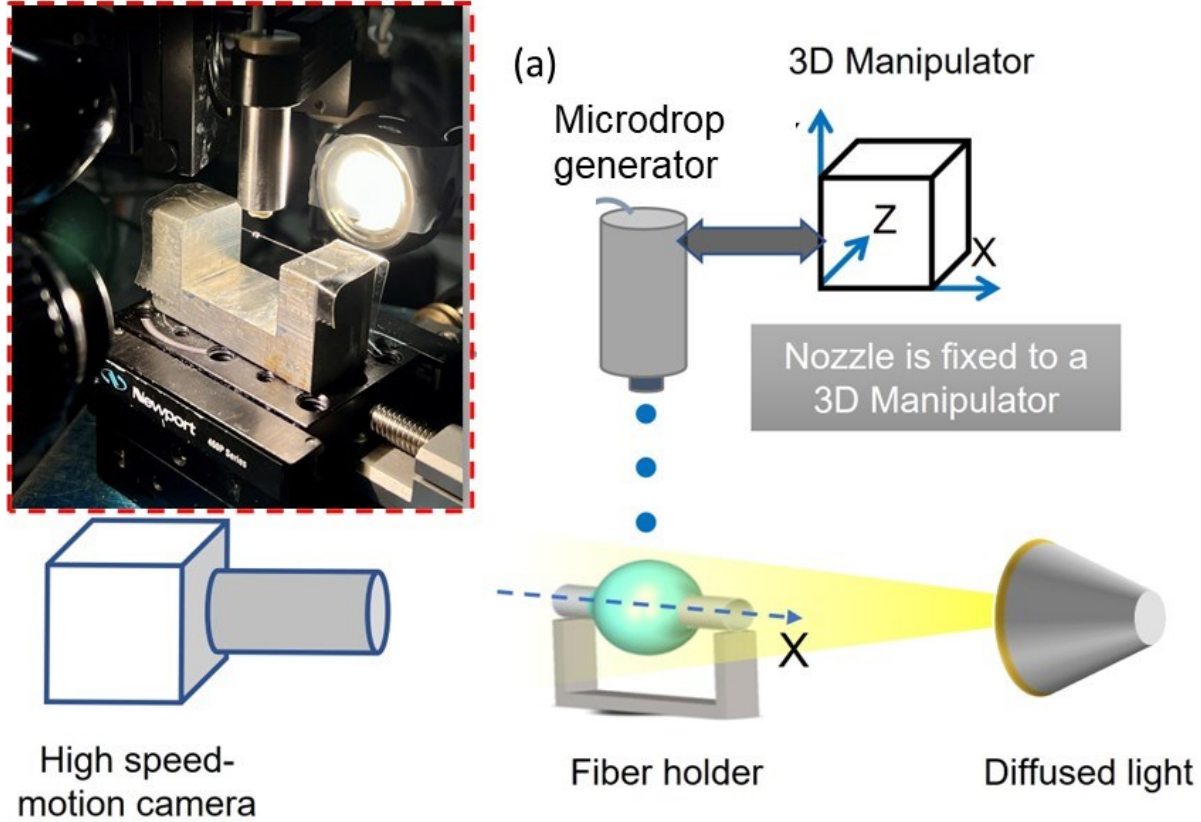 (a)
3D Manipulator
Microdrop
generator
Z
X
Nozzle is fixed to a
3D Manipulator
Newport
460P Series
X
High speed-
motion camera
Fiber holder
Diffused light